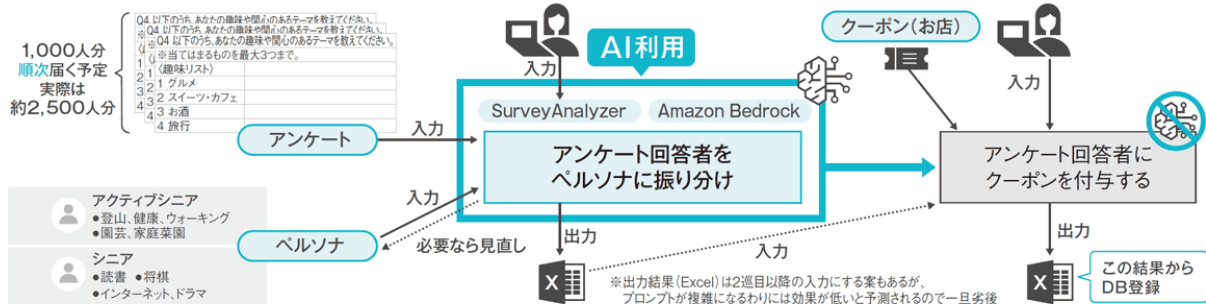 Q4 以下のうち、あなたの趣味や関心のあるテーマを教えてください。
Q4 以下のうち、あなたの趣味や関心のあるテーマを教えてください。
Q4 以下のうち、あなたの趣味や関心のあるテーマを教えてください。
※当てはまるものを最大3つまで。
〈趣味リスト〉
1 グルメ
2 スイーツ・カフェ
3 お酒
4 旅行
1,000人分
順次届く予定
実際は
約2,500人分
アンケート
入力
アクティブシニア
●登山、健康、ウォーキング
●園芸、家庭菜園
シニア
●読書 ●将棋
●インターネット、ドラマ
ペルソナ
入力
必要なら見直し
入力
AI利用
SurveyAnalyzer
Amazon Bedrock
アンケート回答者を
ペルソナに振り分け
出力
X
入力
※出力結果(Excel)は2巡目以降の入力にする案もあるが、
プロンプトが複雑になるわりには効果が低いと予測されるので一旦劣後
クーポン(お店)
入力
アンケート回答者に
クーポンを付与する
出力
X
この結果から
DB登録